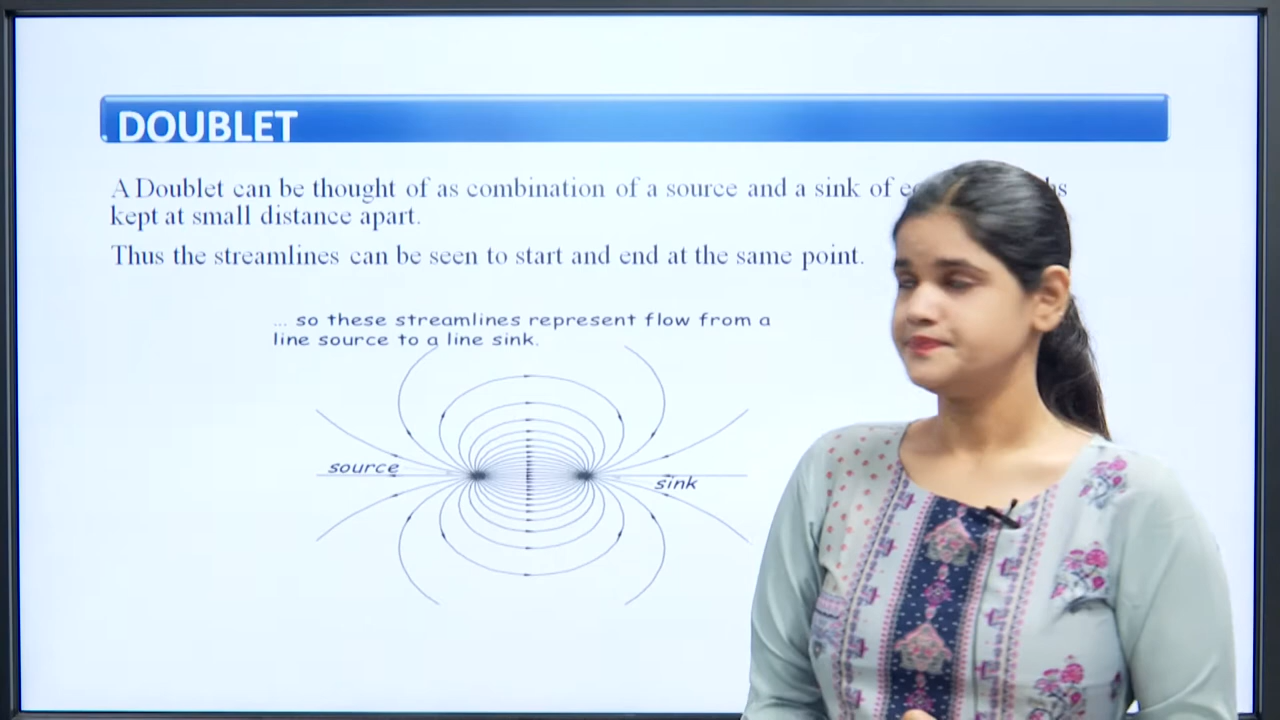 DOUBLET
A Doublet can be thought of as combination of a source and a sink of
kept at small distance apart.
Thus the streamlines can be seen to start and end at the same point.
... so these streamlines represent flow from a
line source to a line sink.
source
sink